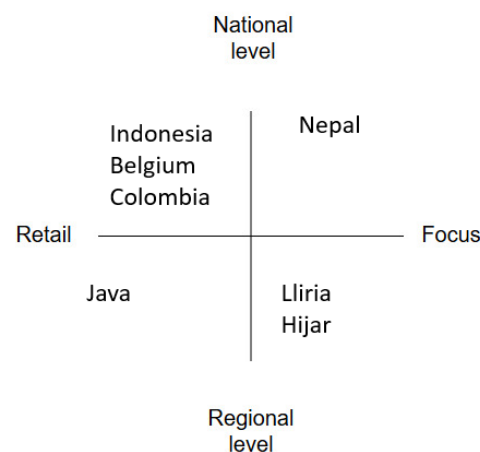 National
level
Nepal
Indonesia
Belgium
Colombia
Retail
Focus
Java
Lliria
Hijar
Regional
level